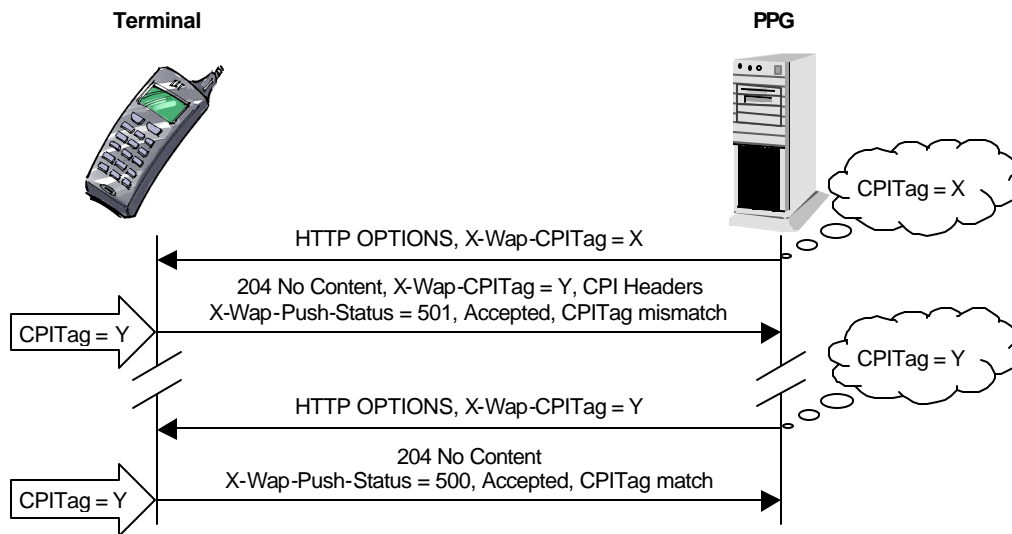 Terminal
PPG
CPITag = X
HTTP OPTIONS, X-Wap-CPITag = X
204 No Content, X-Wap-CPITag = Y, CPI Headers
X-Wap-Push-Status = 501, Accepted, CPITag mismatch
CPITag = Y
CPITag = Y
HTTP OPTIONS, X-Wap-CPITag = Y
204 No Content
X-Wap-Push-Status = 500, Accepted, CPITag match
CPITag = Y